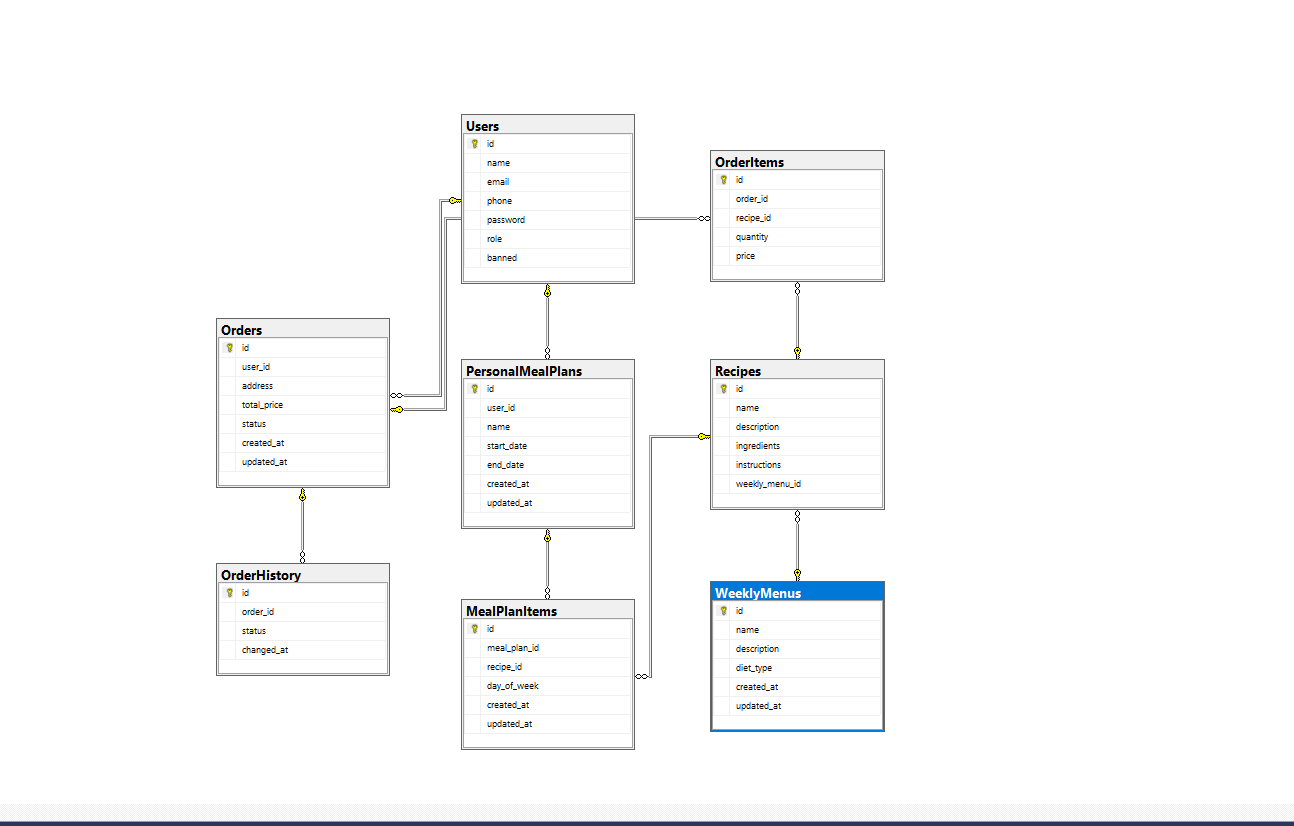 Users
id
name
email
phone
password
role
banned
OrderItems
id
order_id
recipe_id
quantity
price
Orders
id
user_id
address
total_price
status
created_at
updated_at
PersonalMealPlans
id
user_id
name
start_date
end_date
created_at
updated_at
Recipes
id
name
description
ingredients
instructions
weekly_menu_id
OrderHistory
id
order_id
status
changed_at
MealPlanItems
id
meal_plan_id
recipe_id
day_of_week
created_at
updated_at
WeeklyMenus
id
name
description
diet_type
created_at
updated_at